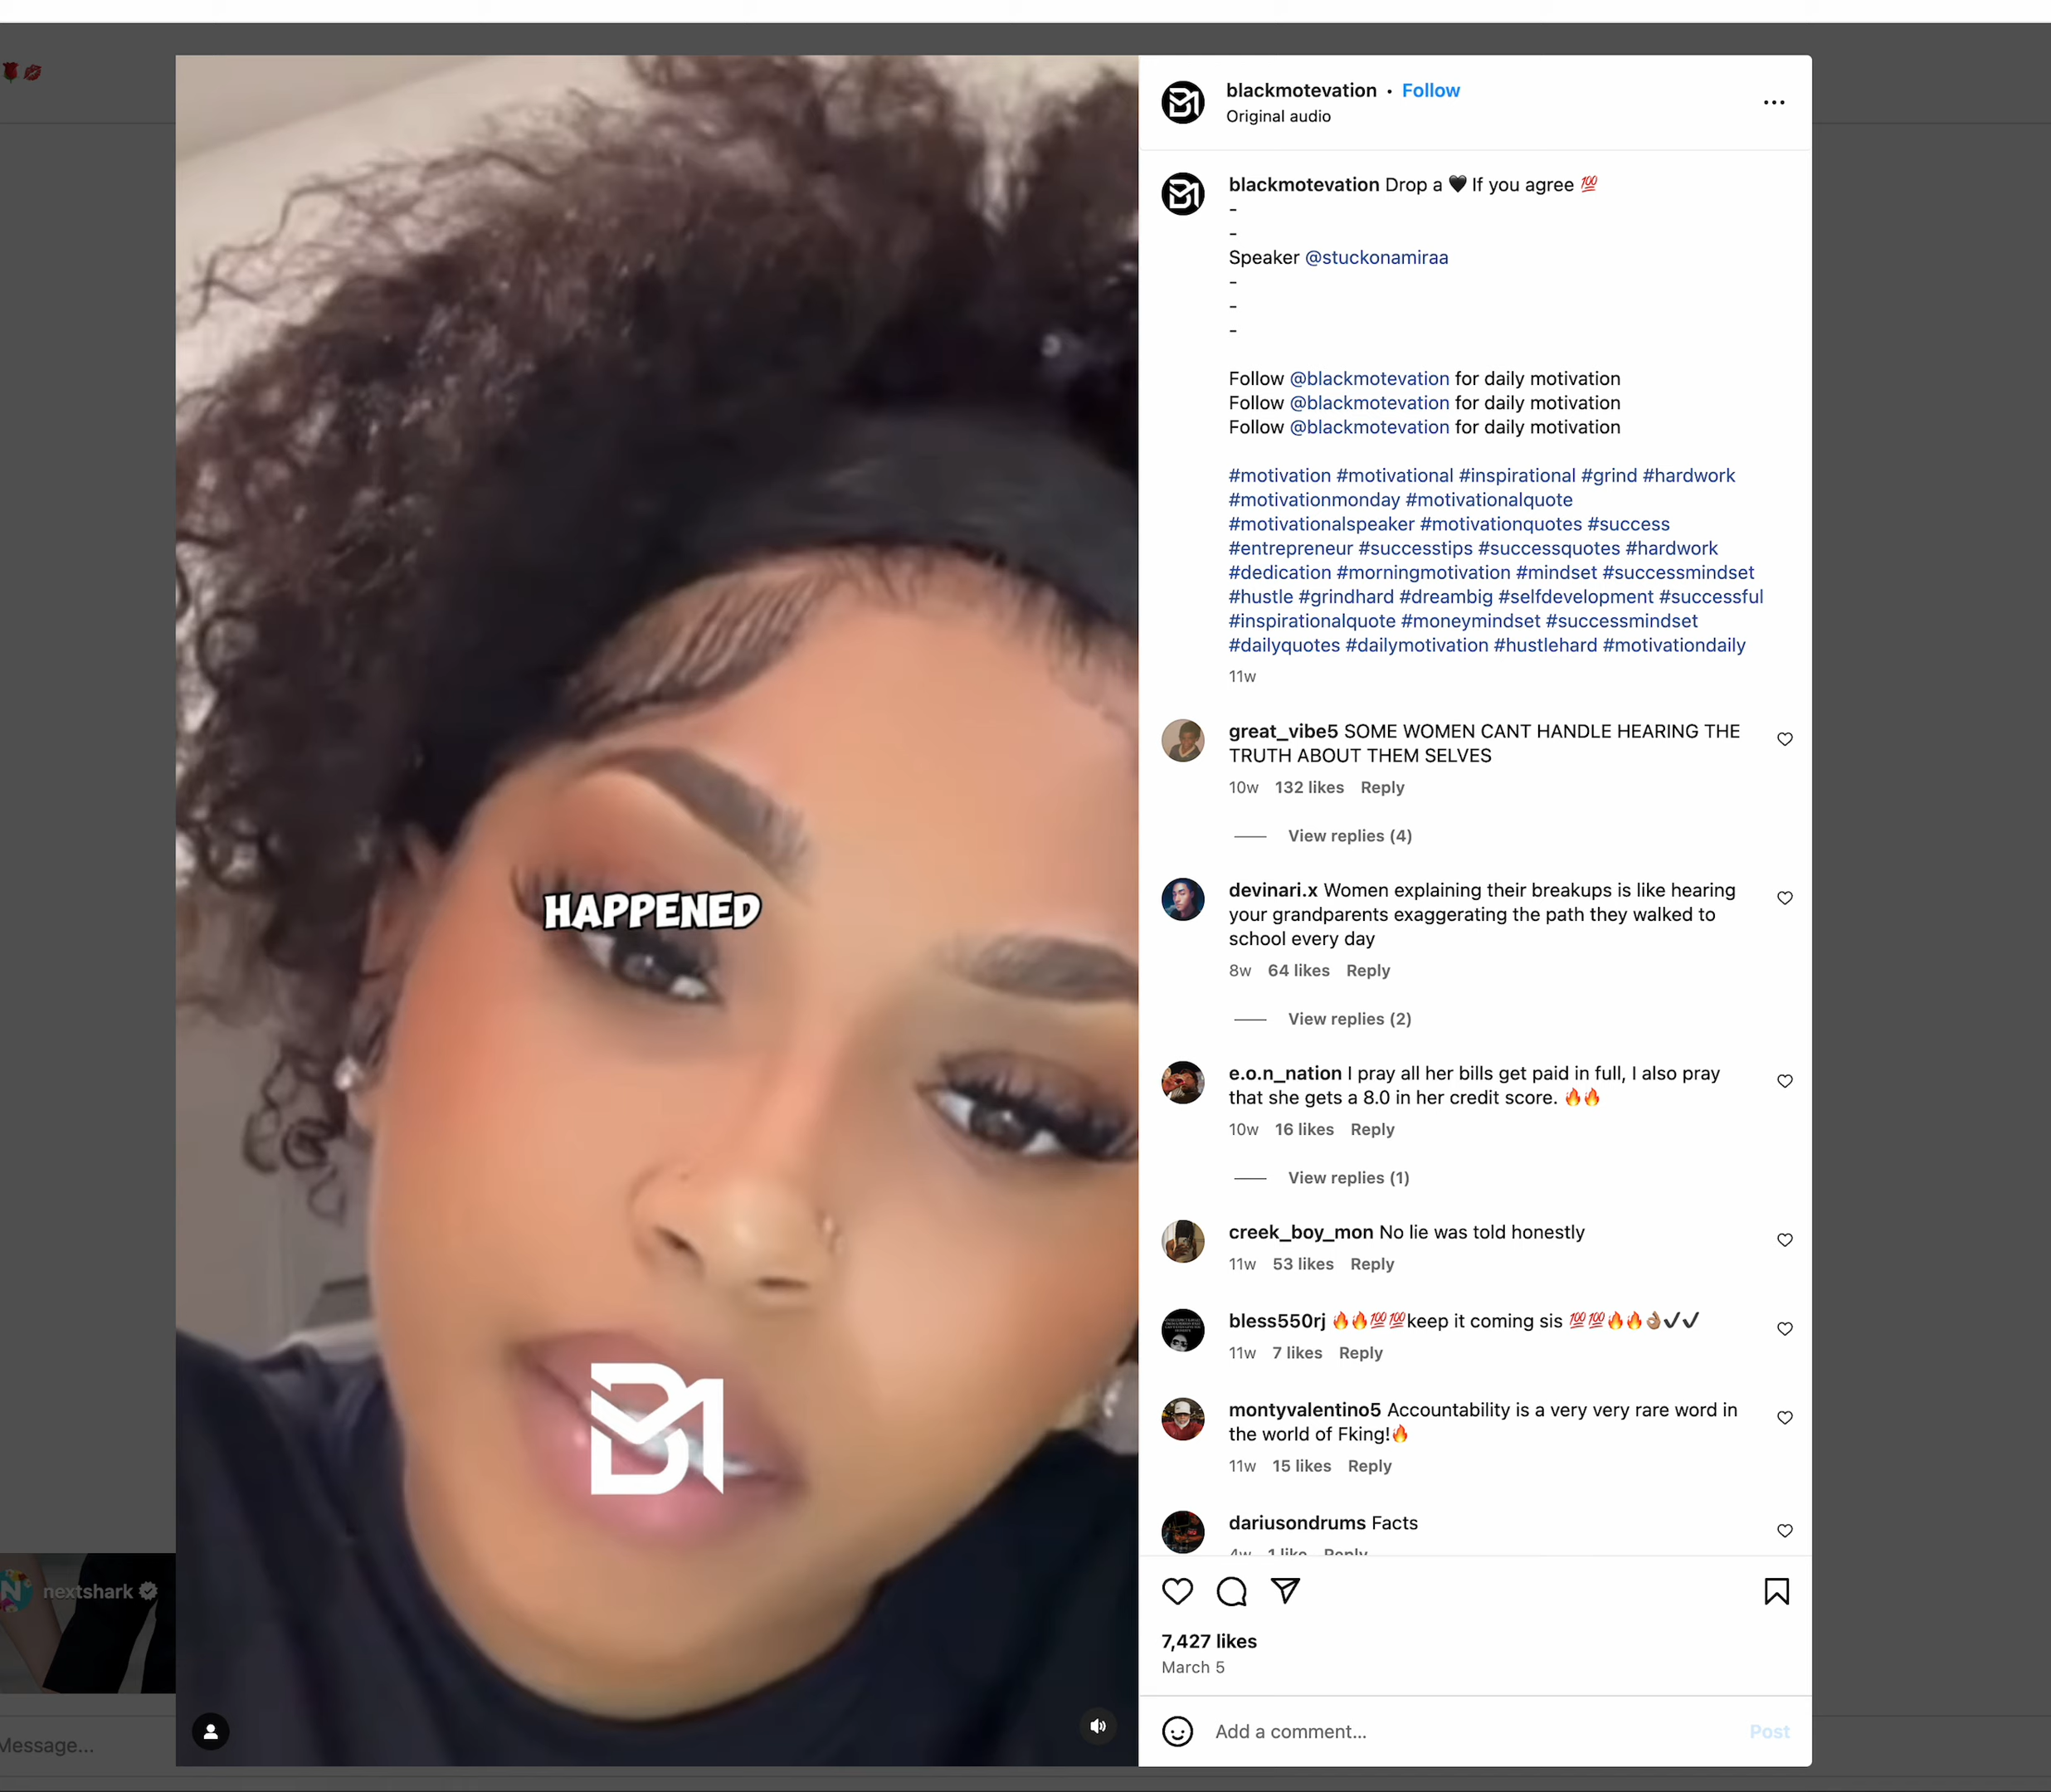 blackmotevation • Follow
Original audio
blackmotevation Drop a 🖤 If you agree 💯
-
-
Speaker @stuckonamiraa
-
-
-
Follow @blackmotevation for daily motivation
Follow @blackmotevation for daily motivation
Follow @blackmotevation for daily motivation
#motivation #motivational #inspirational #grind #hardwork
#motivationmonday #motivationalquote
#motivationalspeaker #motivationquotes #success
#entrepreneur #successtips #successquotes #hardwork
#dedication #morningmotivation #mindset #successmindset
#hustle #grindhard #dreambig #selfdevelopment #successful
#inspirationalquote #moneymindset #successmindset
#dailyquotes #dailymotivation #hustlehard #motivationdaily
11w
great_vibe5 SOME WOMEN CANT HANDLE HEARING THE
TRUTH ABOUT THEM SELVES
10w 132 likes Reply
View replies (4)
devinari.x Women explaining their breakups is like hearing
your grandparents exaggerating the path they walked to
school every day
8w 64 likes Reply
View replies (2)
e.o.n_nation I pray all her bills get paid in full, I also pray
that she gets a 8.0 in her credit score. 🔥🔥
10w 16 likes Reply
View replies (1)
creek_boy_mon No lie was told honestly
11w 53 likes Reply
bless550rj 🔥🔥💯💯keep it coming sis 💯💯🔥🔥👌🏽✔✔
11w 7 likes Reply
montyvalentino5 Accountability is a very very rare word in
the world of Fking!🔥
11w 15 likes Reply
dariusondrums Facts
4w 1 like Reply
7,427 likes
March 5
Add a comment...
Post
HAPPENED
BM
nextshark
Message...